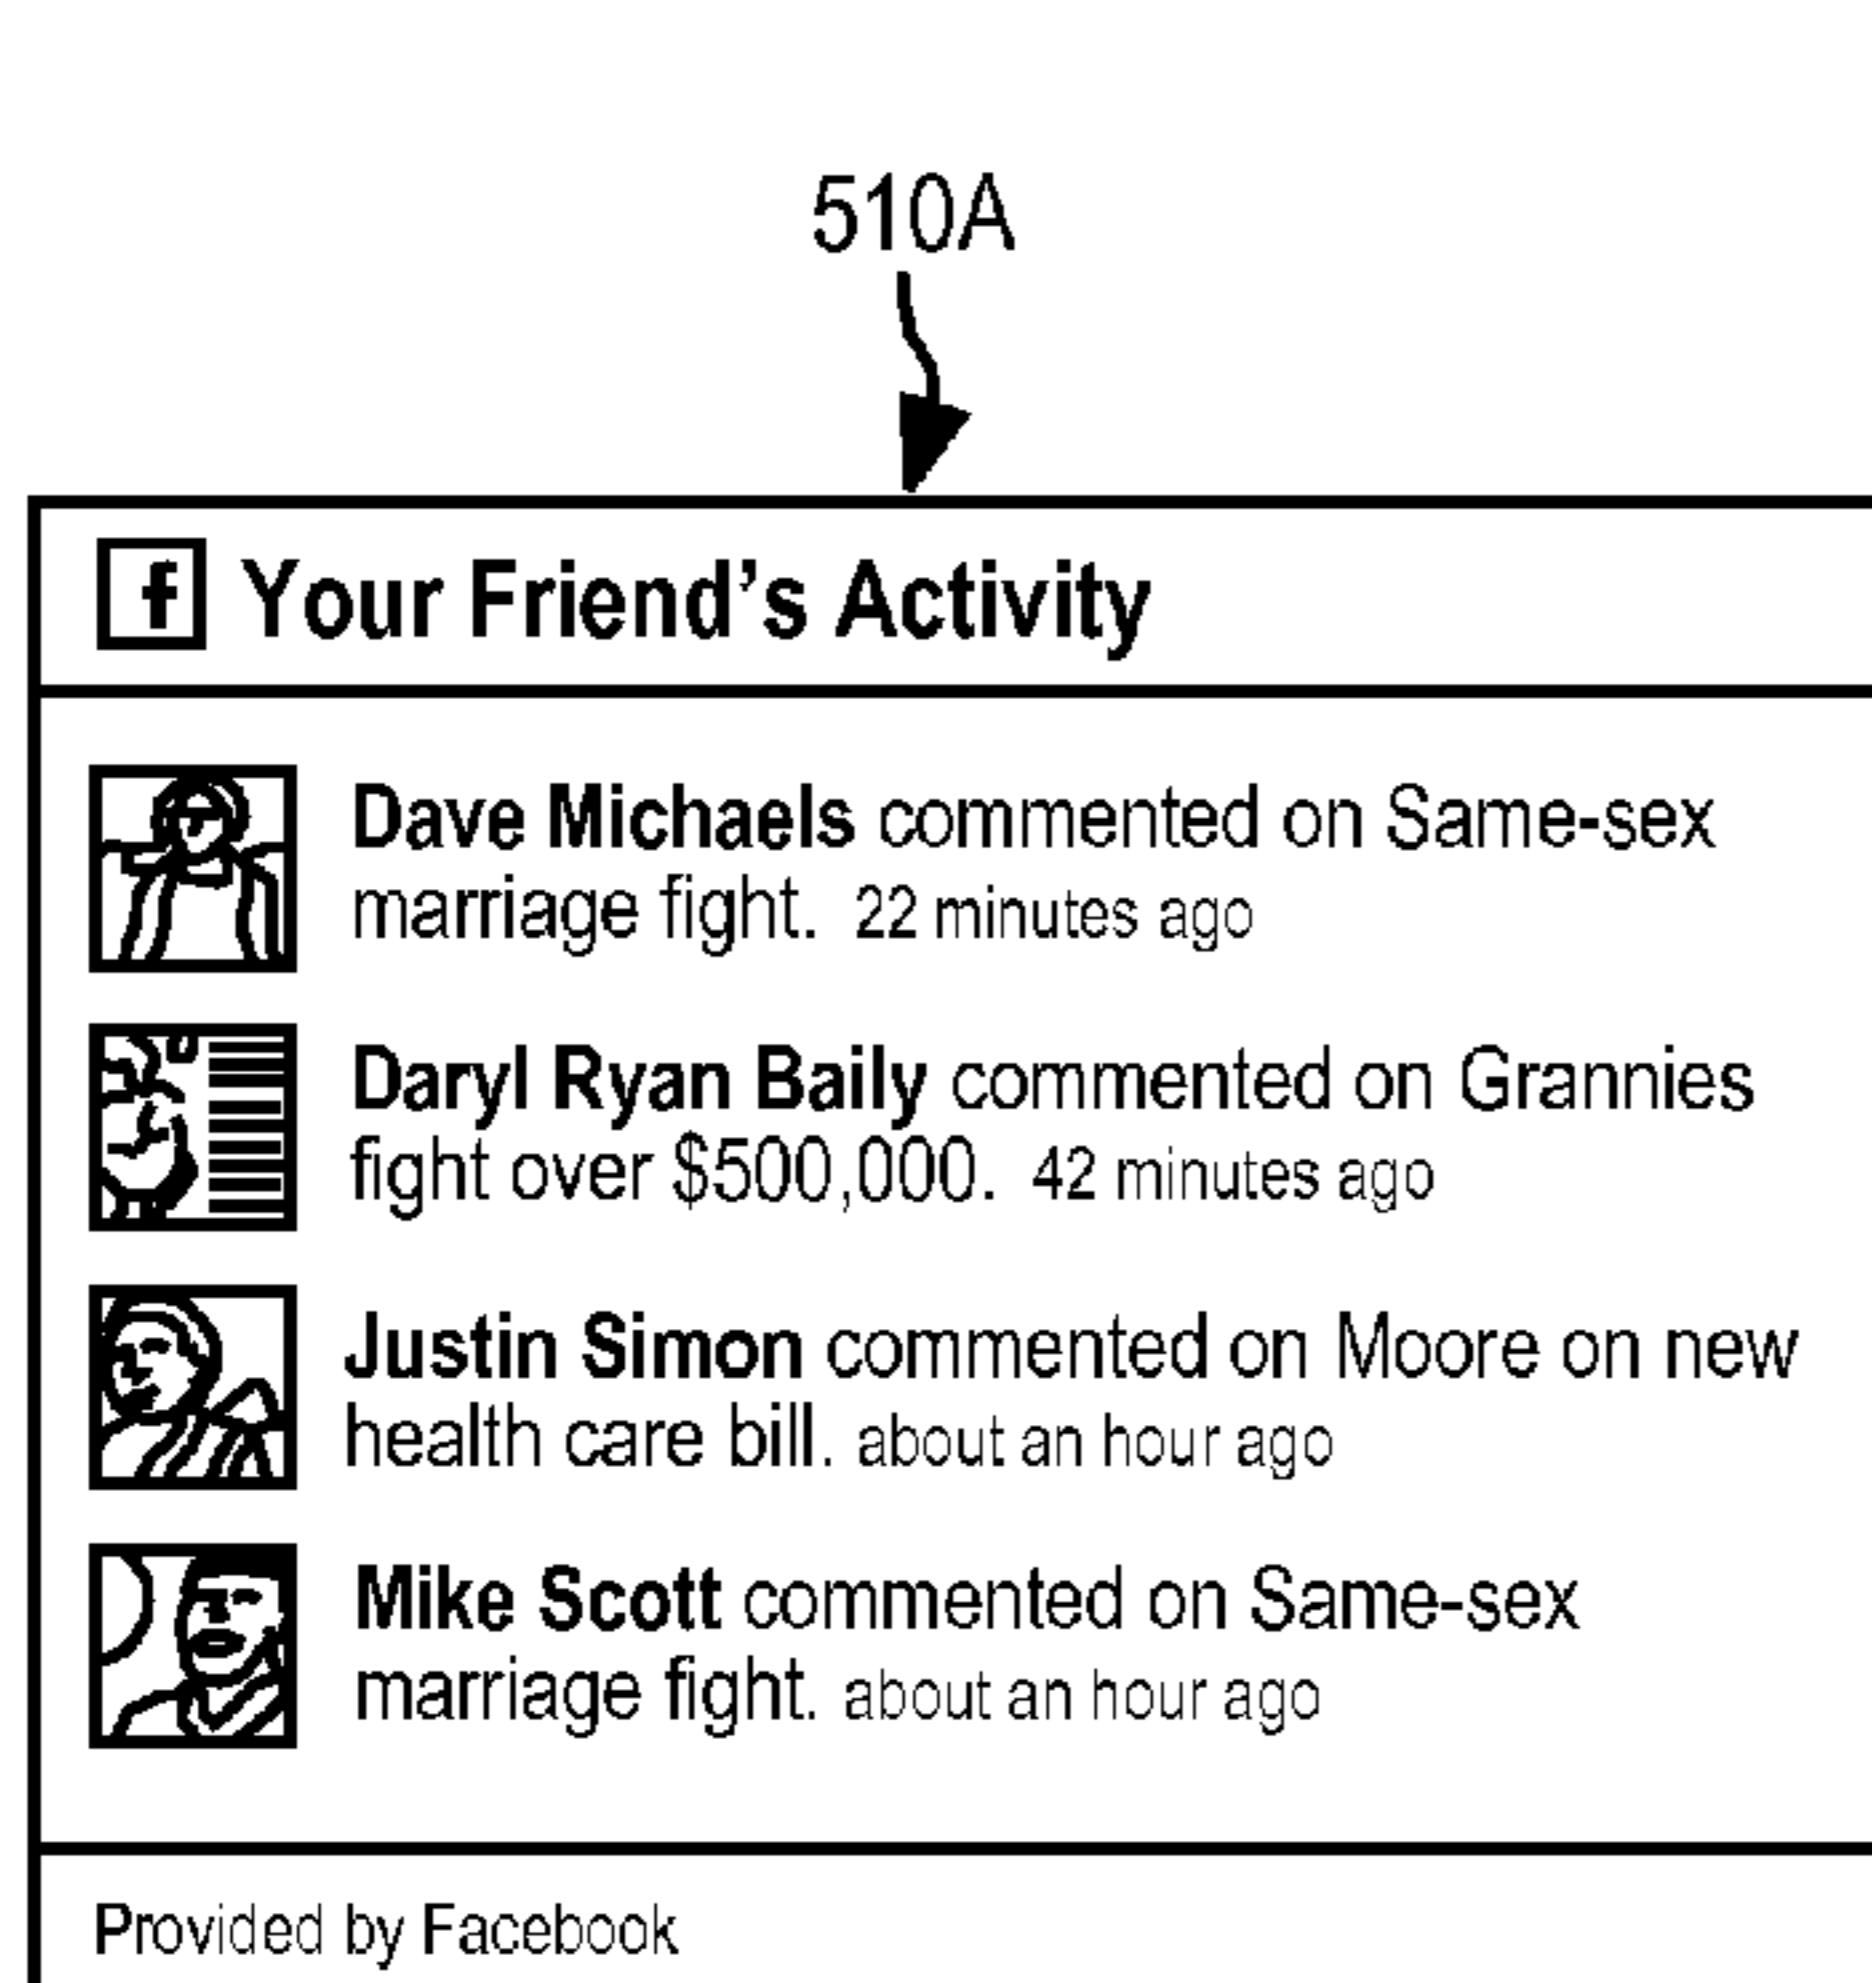 510A
f Your Friend’s Activity
Dave Michaels commented on Same-sex
marriage fight. 22 minutes ago
Daryl Ryan Baily commented on Grannies
fight over $500,000. 42 minutes ago
Justin Simon commented on Moore on new
health care bill. about an hour ago
Mike Scott commented on Same-sex
marriage fight. about an hour ago
Provided by Facebook